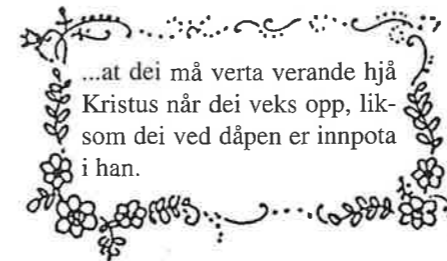 ...at dei må verta verande hjå
Kristus når dei veks opp, lik-
som dei ved dåpen er innpota
i han.